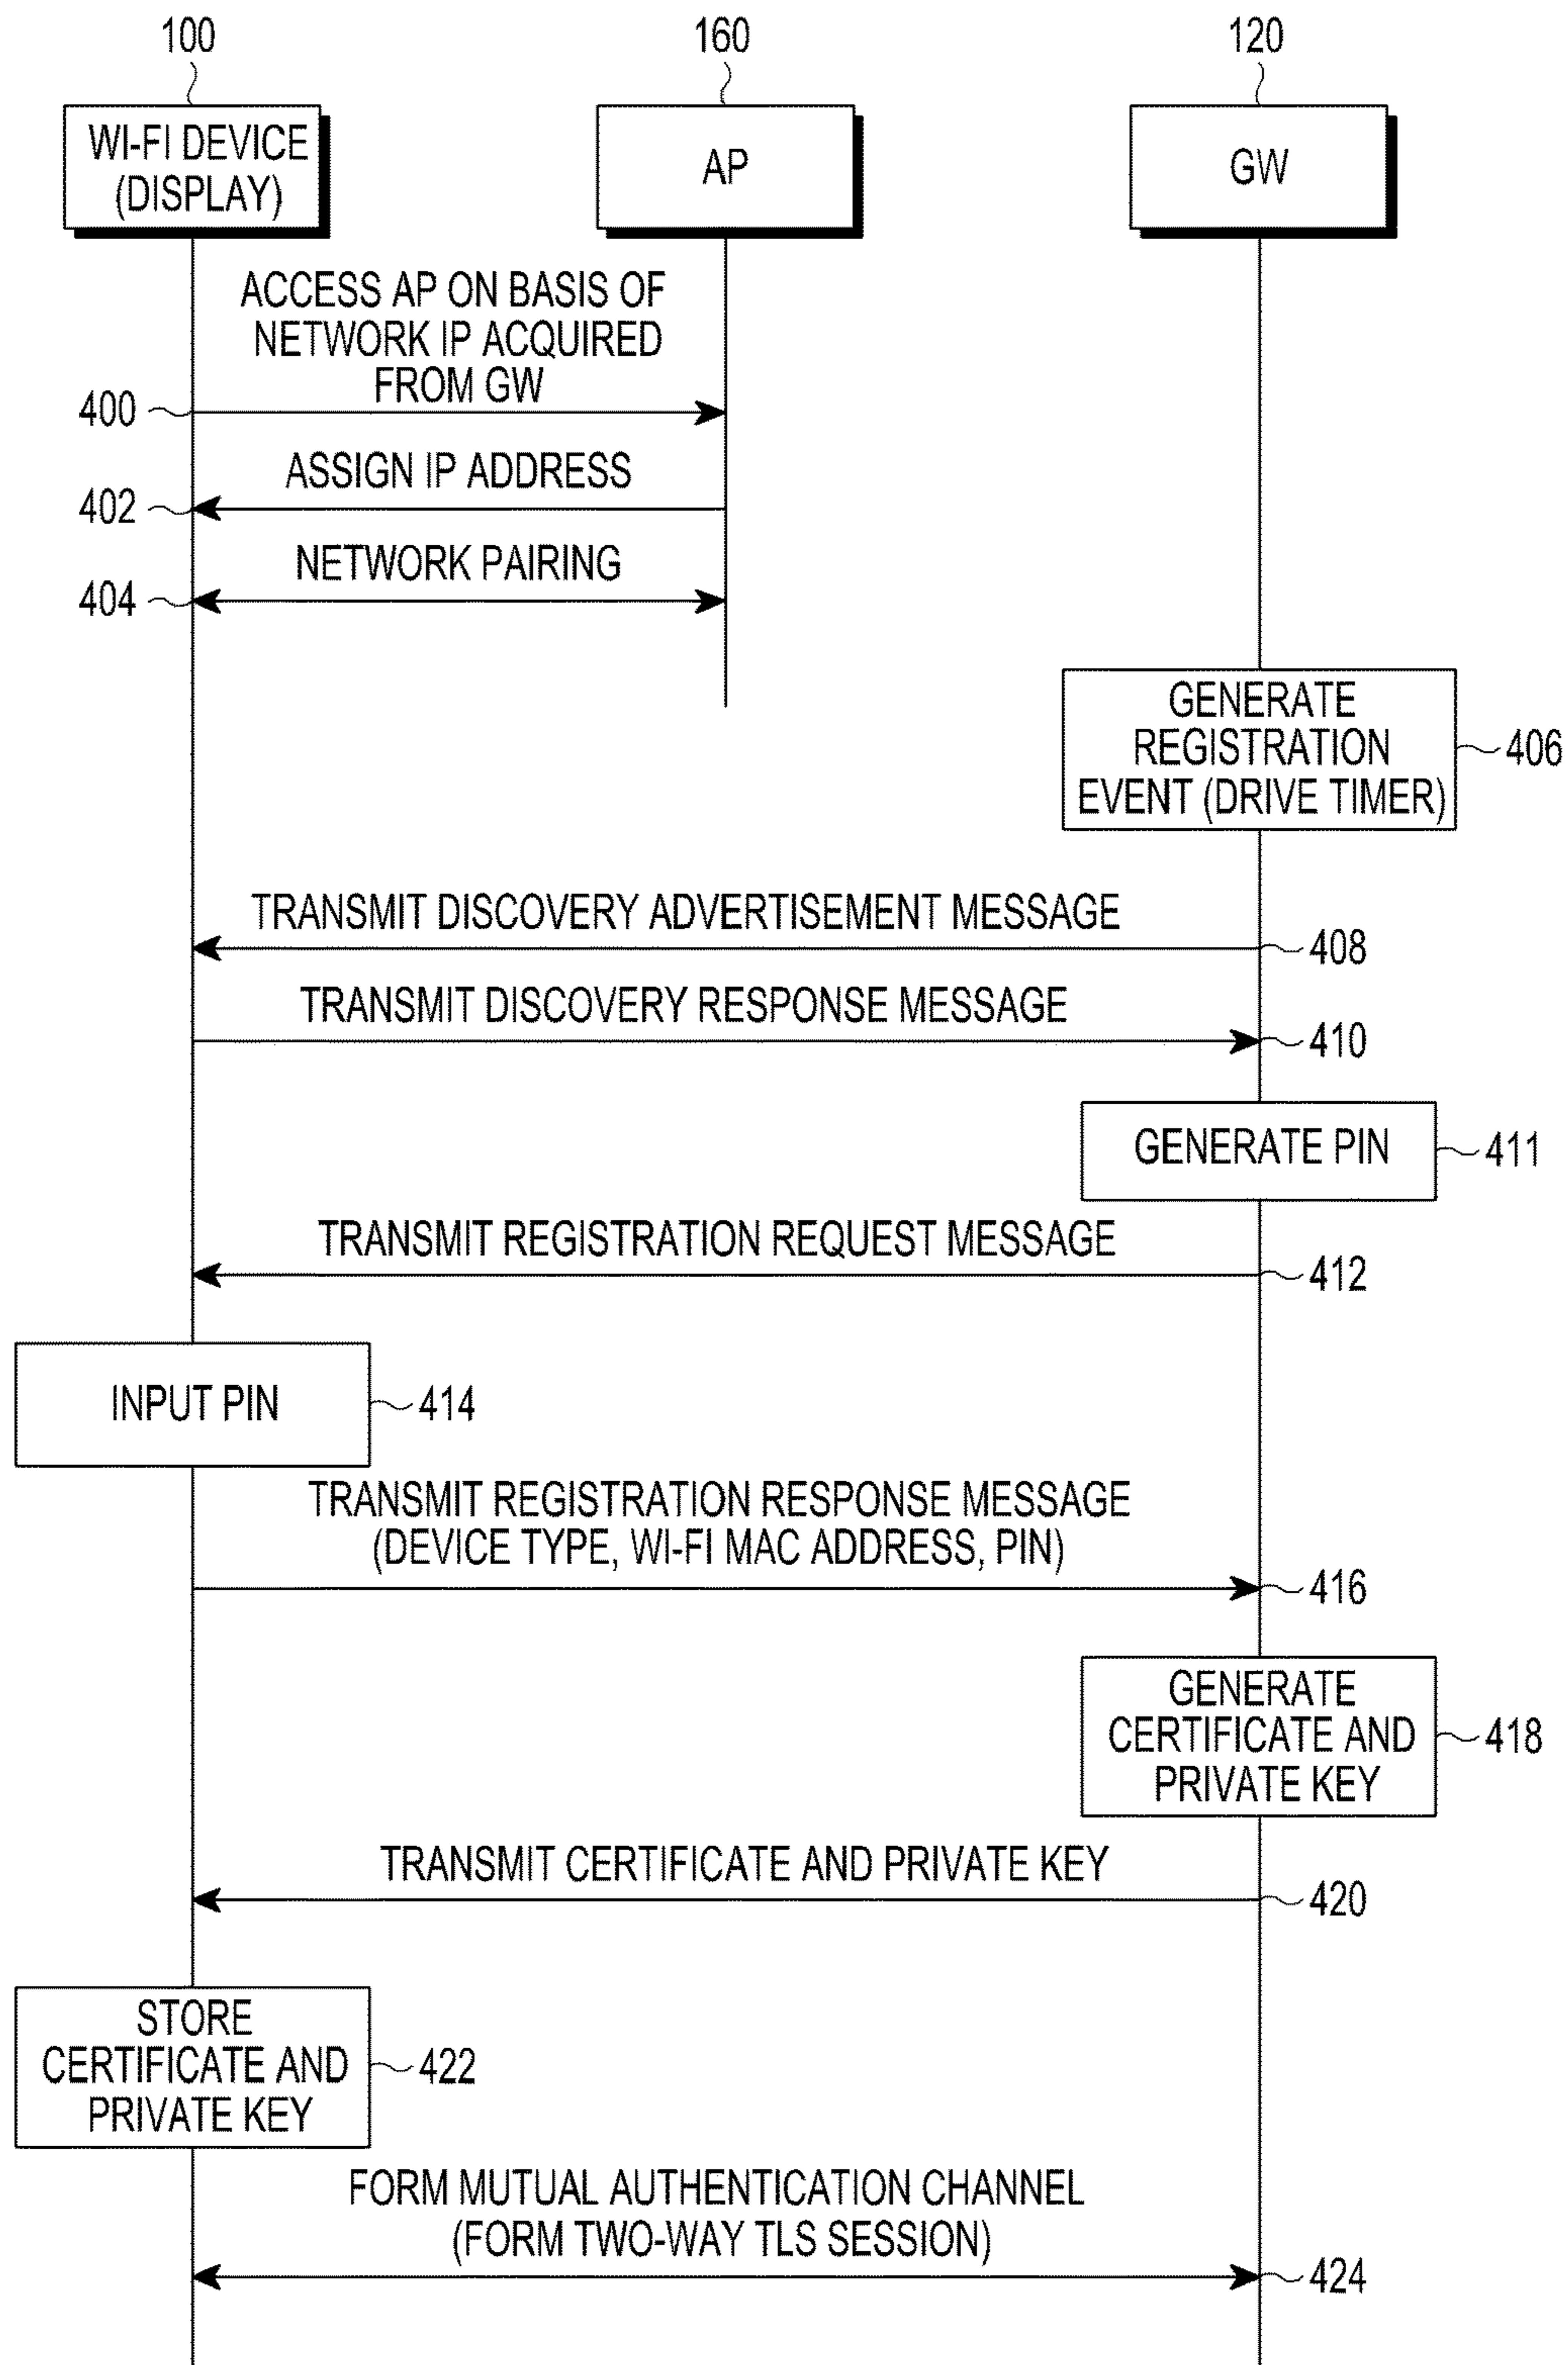 100
160
120
WI-FI DEVICE
(DISPLAY)
AP
GW
ACCESS AP ON BASIS OF
NETWORK IP ACQUIRED
FROM GW
400
ASSIGN IP ADDRESS
402
NETWORK PAIRING
404
GENERATE
REGISTRATION
EVENT (DRIVE TIMER)
406
TRANSMIT DISCOVERY ADVERTISEMENT MESSAGE
408
TRANSMIT DISCOVERY RESPONSE MESSAGE
410
GENERATE PIN
411
TRANSMIT REGISTRATION REQUEST MESSAGE
412
INPUT PIN
414
TRANSMIT REGISTRATION RESPONSE MESSAGE
(DEVICE TYPE, WI-FI MAC ADDRESS, PIN)
416
GENERATE
CERTIFICATE AND
PRIVATE KEY
418
TRANSMIT CERTIFICATE AND PRIVATE KEY
420
STORE
CERTIFICATE AND
PRIVATE KEY
422
FORM MUTUAL AUTHENTICATION CHANNEL
(FORM TWO-WAY TLS SESSION)
424